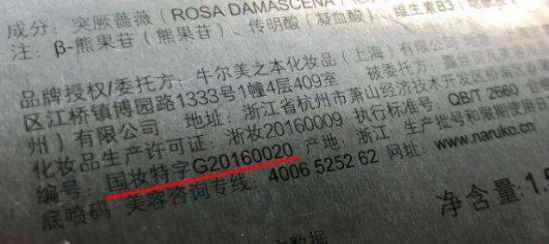 成分：突厥蔷薇（ROSA DAMASCENA）
注：β-熊果苷（熊果苷）、传明酸（凝血酸）、维生素B3
品牌授权/委托方：牛尔美之本化妆品（上海）有限公司
区江桥镇博园路1333号1幢4层409室 被委托方：
州）有限公司 地址：浙江省杭州市萧山经济技术开发区
化妆品生产许可证：浙妆20160009 执行标准号：QB/T 2660
编号：国妆特字G20160020 产地：浙江 生产批号和限期使用日
底喷码 美容咨询专线：4006 5252 62 网址：www.naruko.cn
净含量：1.
数据